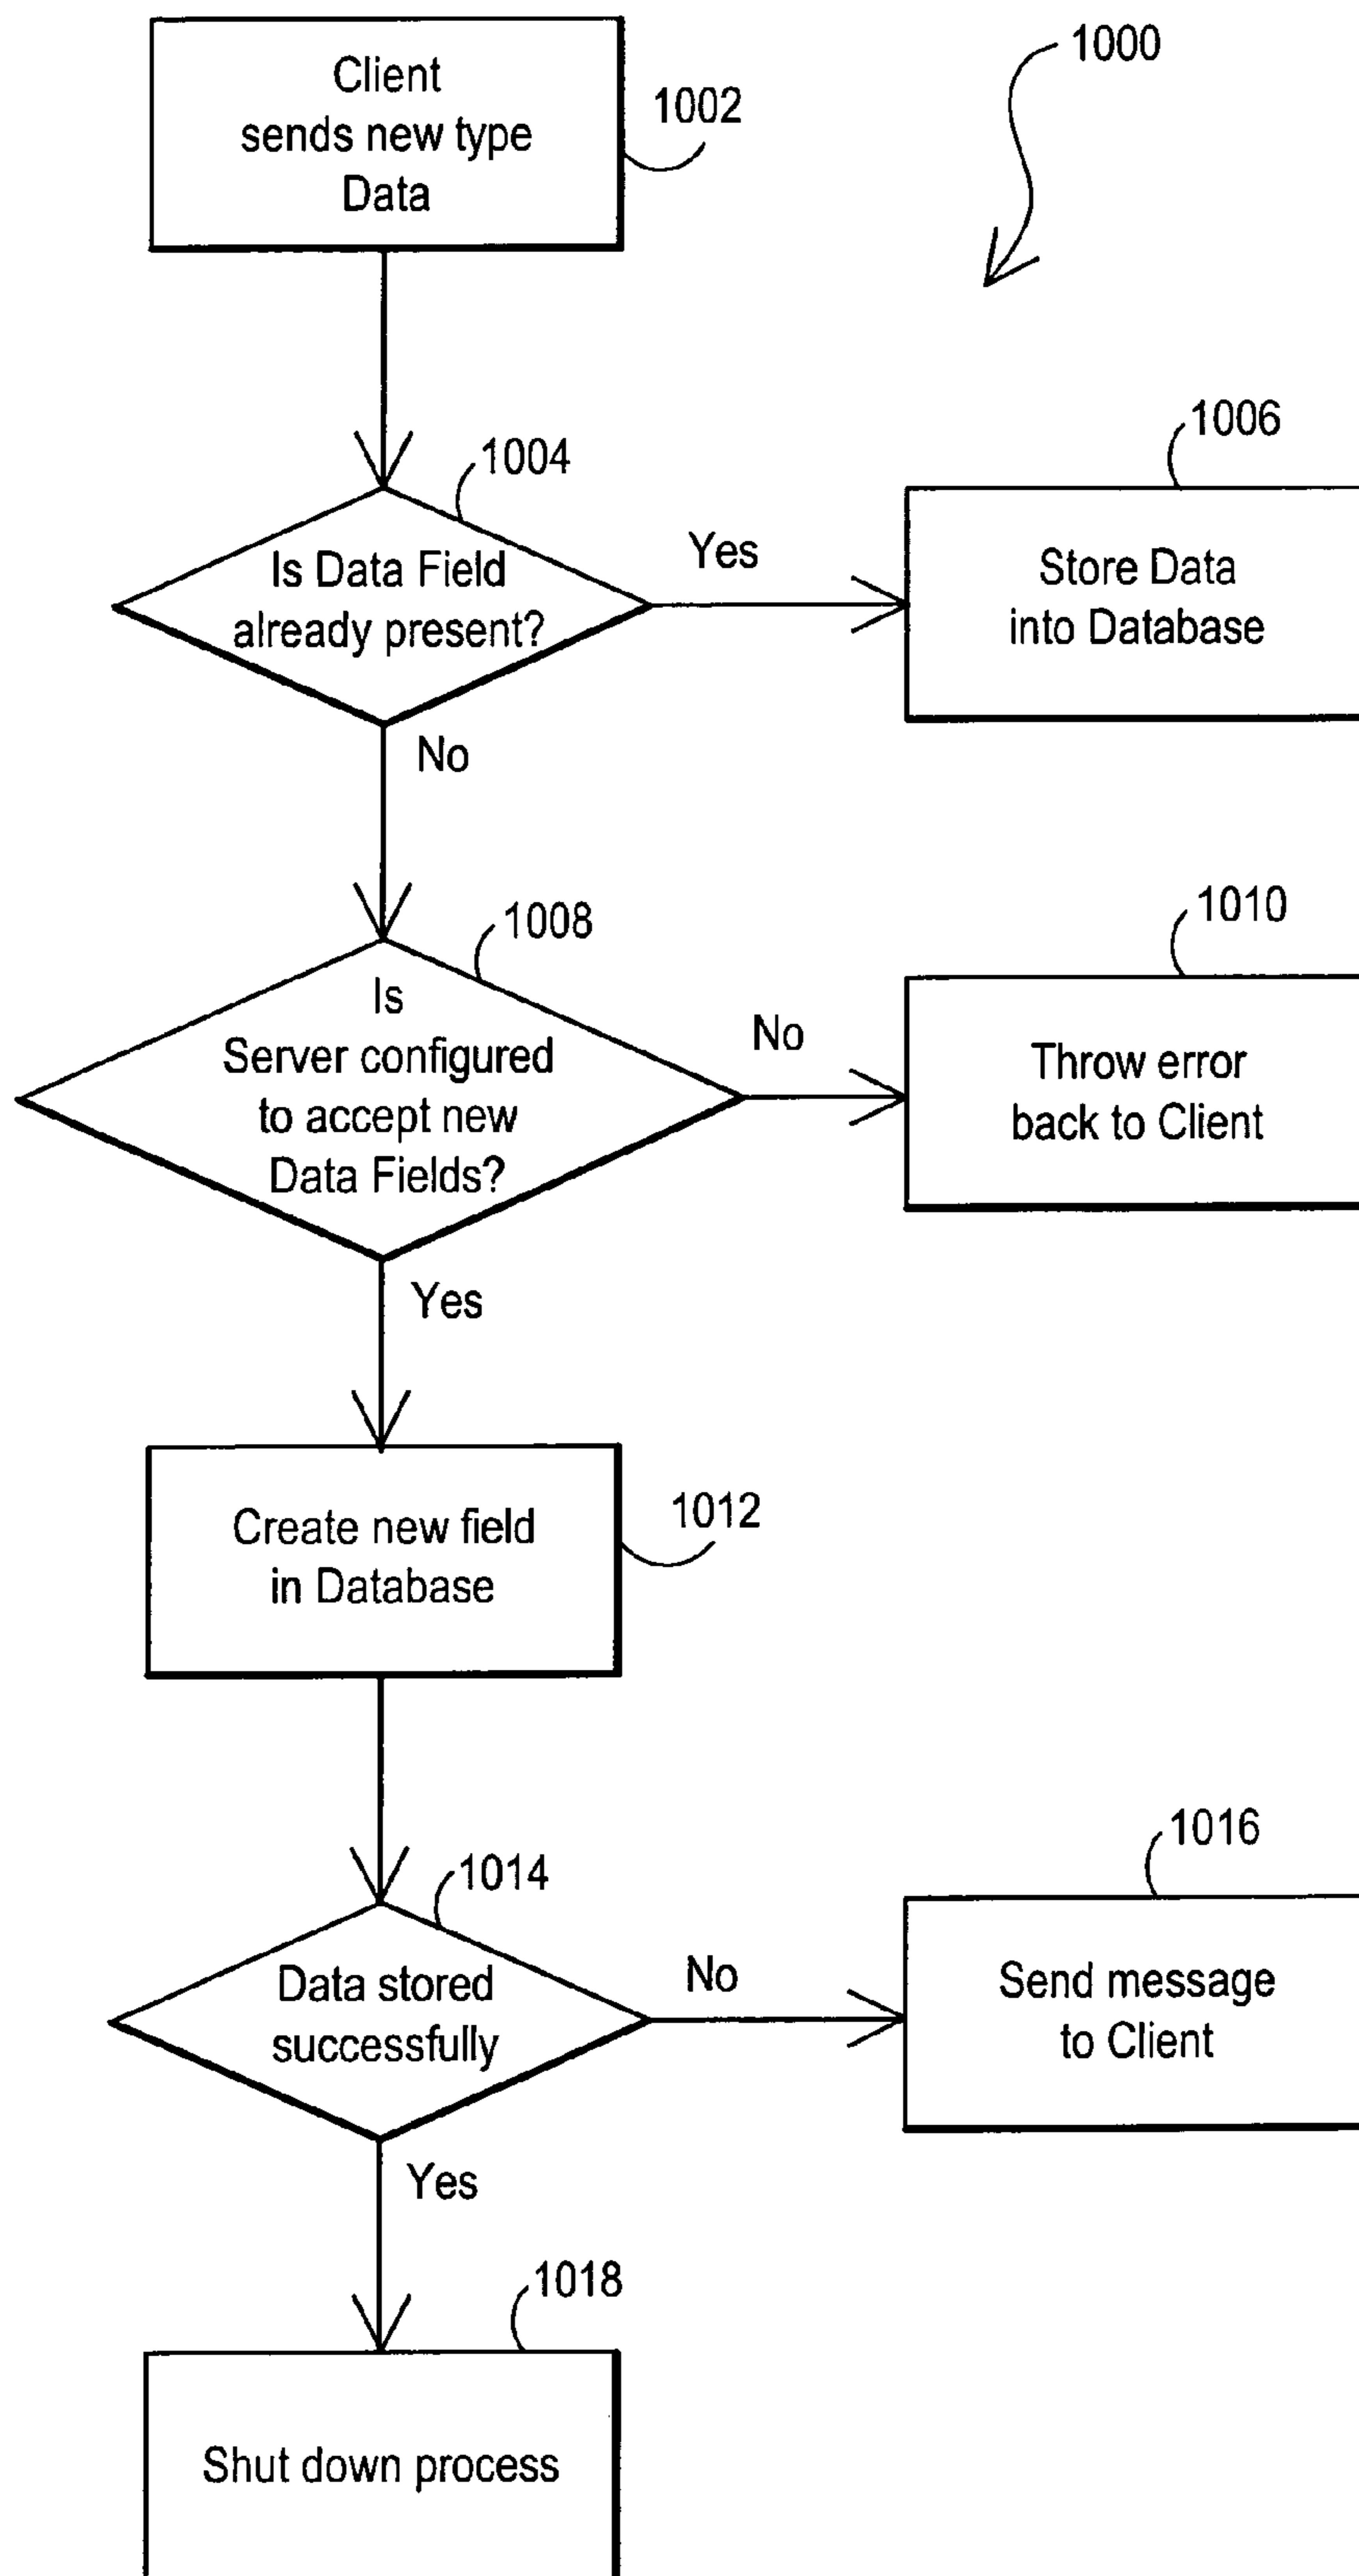 Client
sends new type
Data
1002
1000
1004
Is Data Field
already present?
Yes
No
1006
Store Data
into Database
1008
Is
Server configured
to accept new
Data Fields?
No
Yes
1010
Throw error
back to Client
Create new field
in Database
1012
1014
Data stored
successfully
No
Yes
1016
Send message
to Client
1018
Shut down process